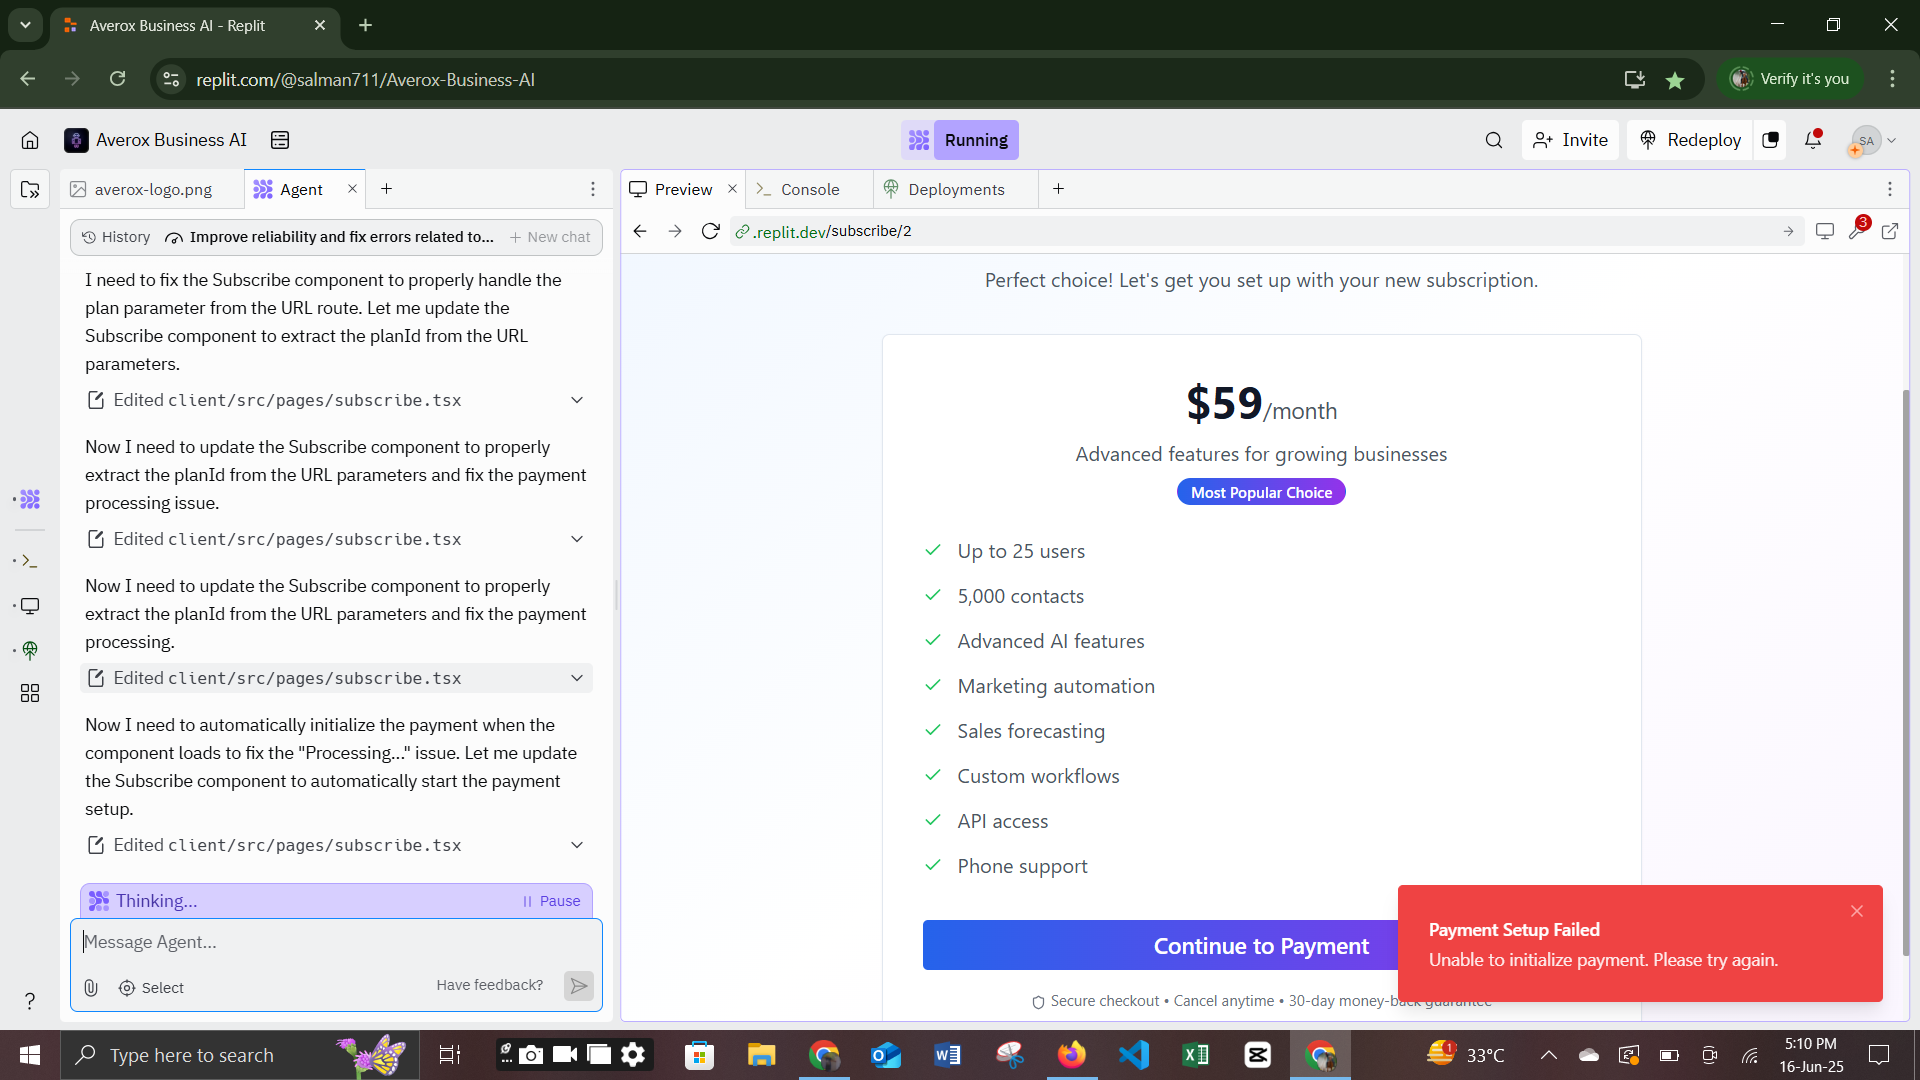 Averox Business AI - Replit
replit.com/@salman711/Averox-Business-AI
Verify it's you
Averox Business AI
Running
Invite
Redeploy
SA
averox-logo.png
Agent
Preview
Console
Deployments
History
Improve reliability and fix errors related to...
New chat
.replit.dev/subscribe/2
3
I need to fix the Subscribe component to properly handle the
plan parameter from the URL route. Let me update the
Subscribe component to extract the planId from the URL
parameters.
Edited client/src/pages/subscribe.tsx
Now I need to update the Subscribe component to properly
extract the planId from the URL parameters and fix the payment
processing issue.
Edited client/src/pages/subscribe.tsx
Now I need to update the Subscribe component to properly
extract the planId from the URL parameters and fix the payment
processing.
Edited client/src/pages/subscribe.tsx
Now I need to automatically initialize the payment when the
component loads to fix the "Processing..." issue. Let me update
the Subscribe component to automatically start the payment
setup.
Edited client/src/pages/subscribe.tsx
Thinking...
Pause
Message Agent...
Select
Have feedback?
Perfect choice! Let's get you set up with your new subscription.
$59/month
Advanced features for growing businesses
Most Popular Choice
Up to 25 users
5,000 contacts
Advanced AI features
Marketing automation
Sales forecasting
Custom workflows
API access
Phone support
Continue to Payment
Secure checkout • Cancel anytime • 30-day money-back guarantee
Payment Setup Failed
Unable to initialize payment. Please try again.
Type here to search
1
33°C
5:10 PM
16-Jun-25